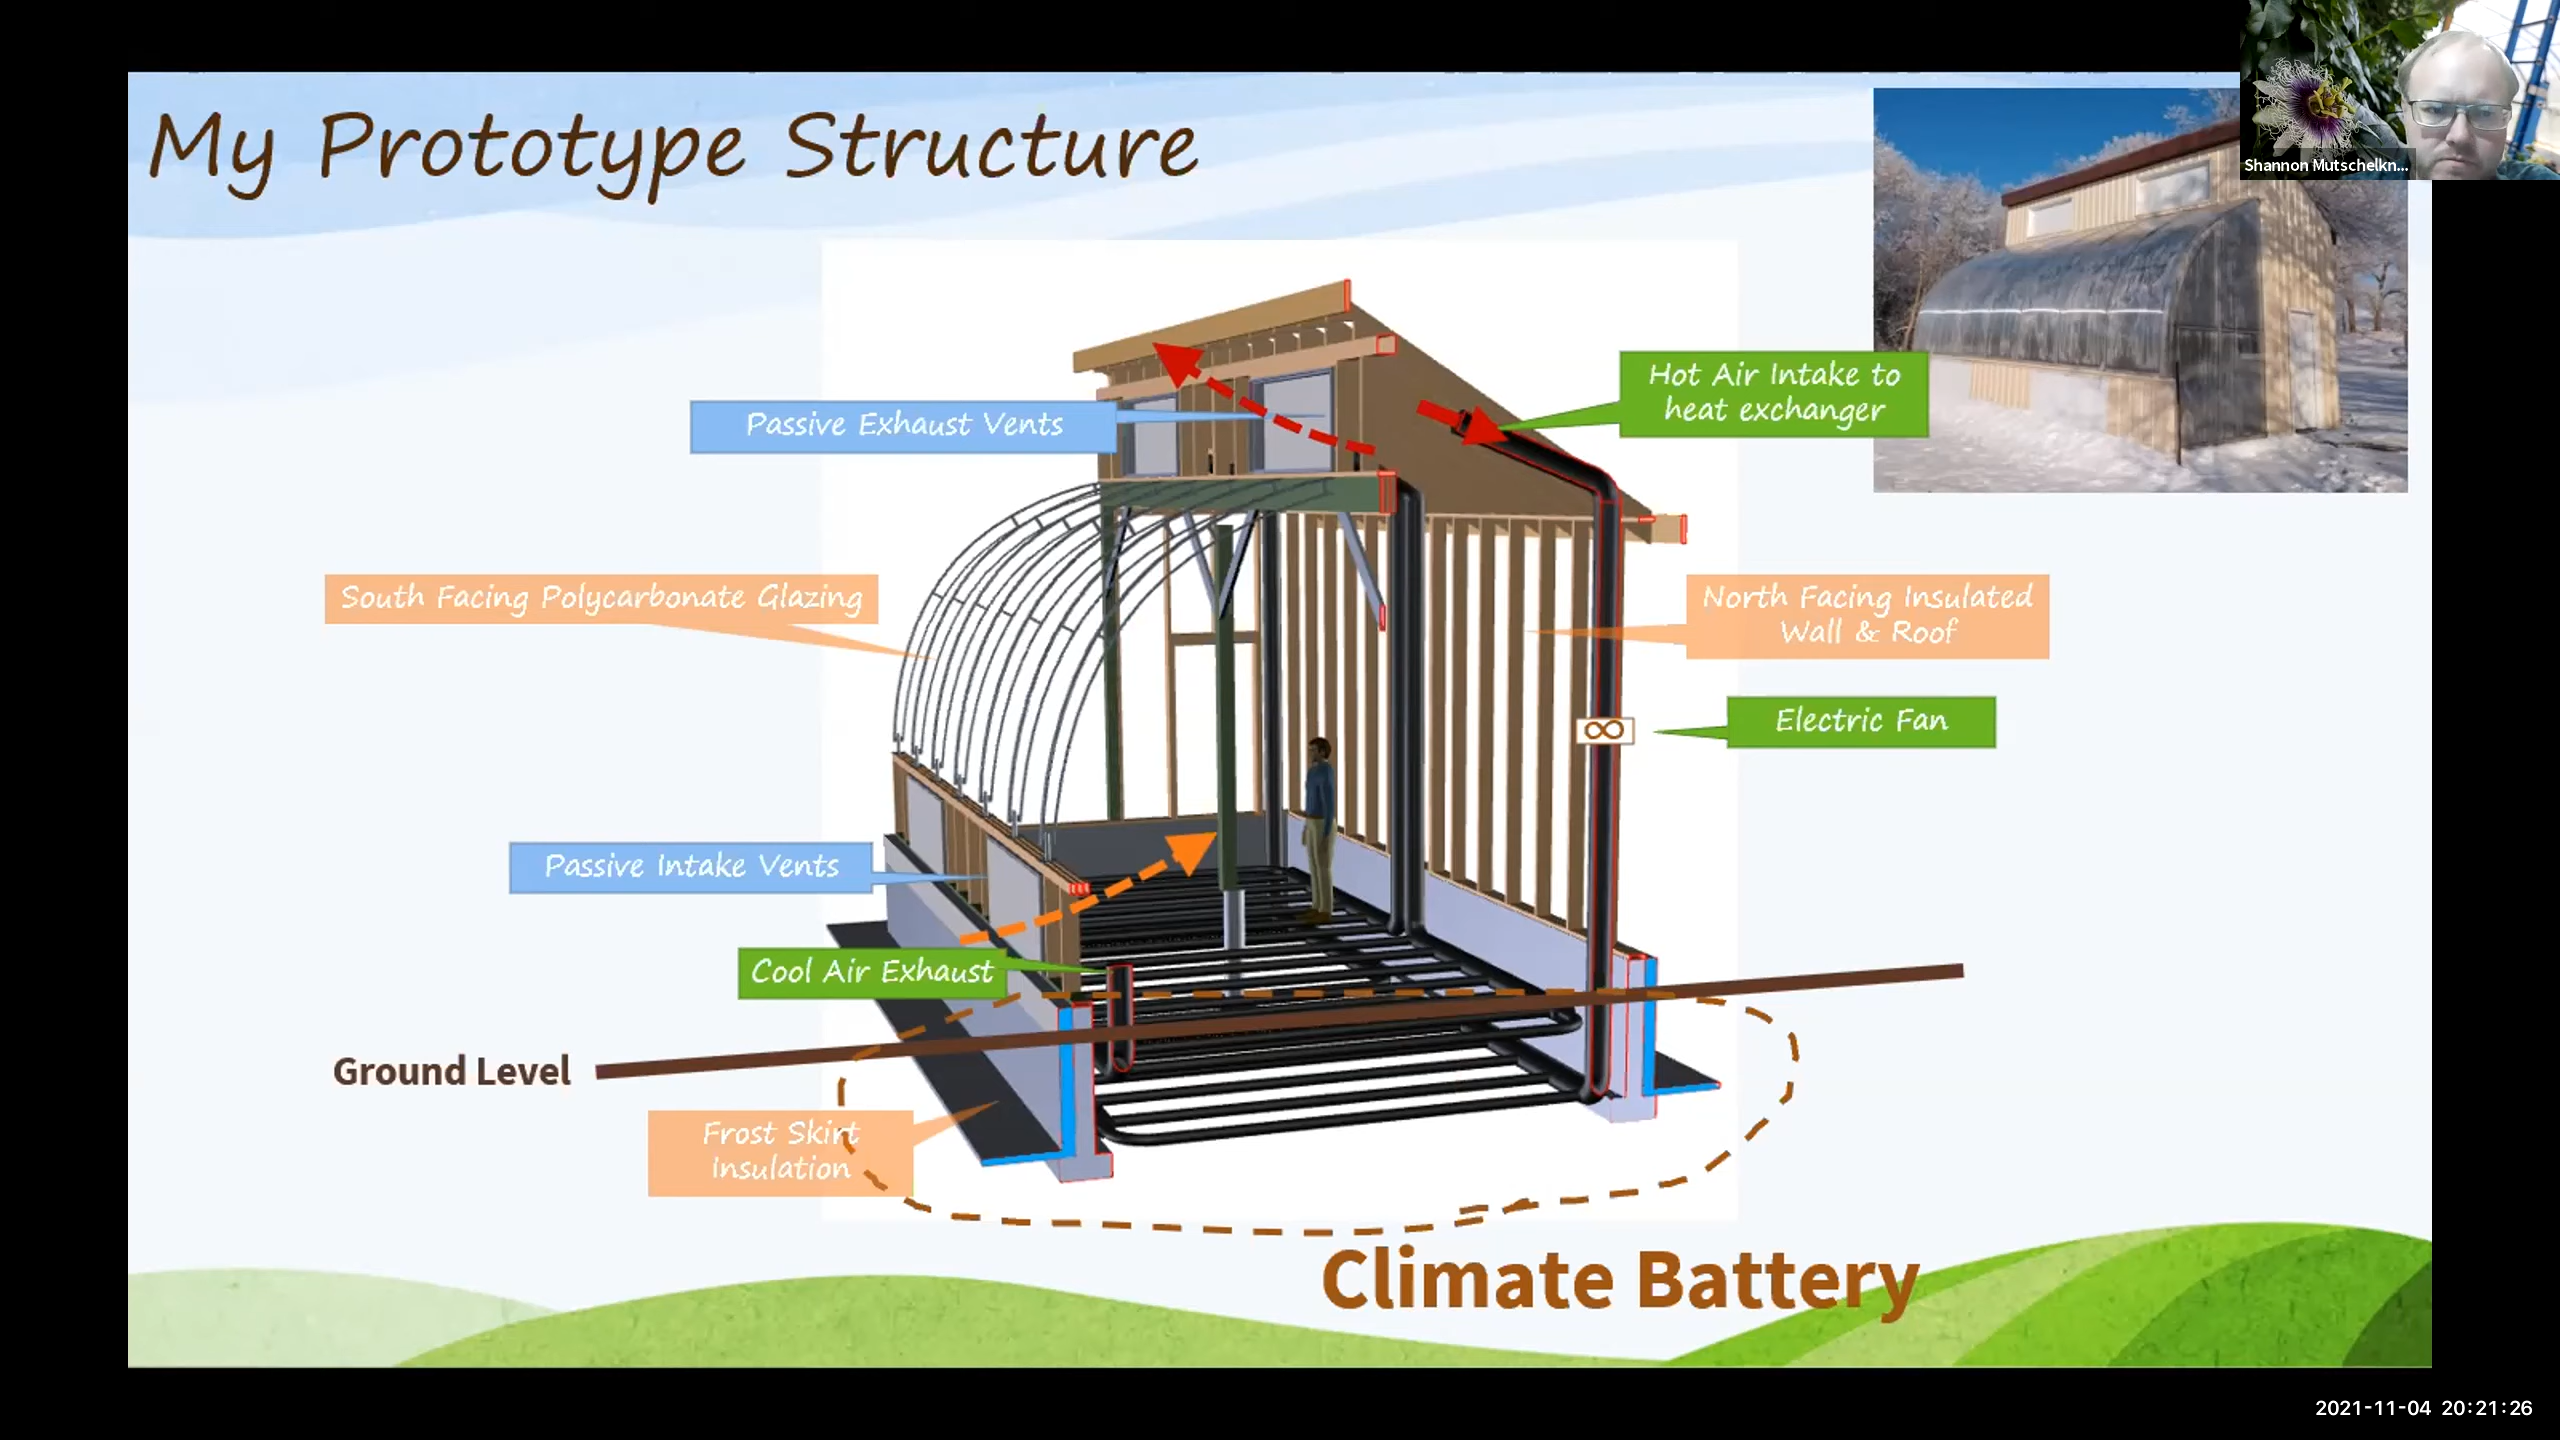 My Prototype Structure
Shannon Mutschelkn...
Hot Air Intake to
heat exchanger
Passive Exhaust Vents
South Facing Polycarbonate Glazing
North Facing Insulated
Wall & Roof
Electric Fan
Passive Intake Vents
Cool Air Exhaust
Ground Level
Frost Skirt
Insulation
Climate Battery
2021-11-04 20:21:26